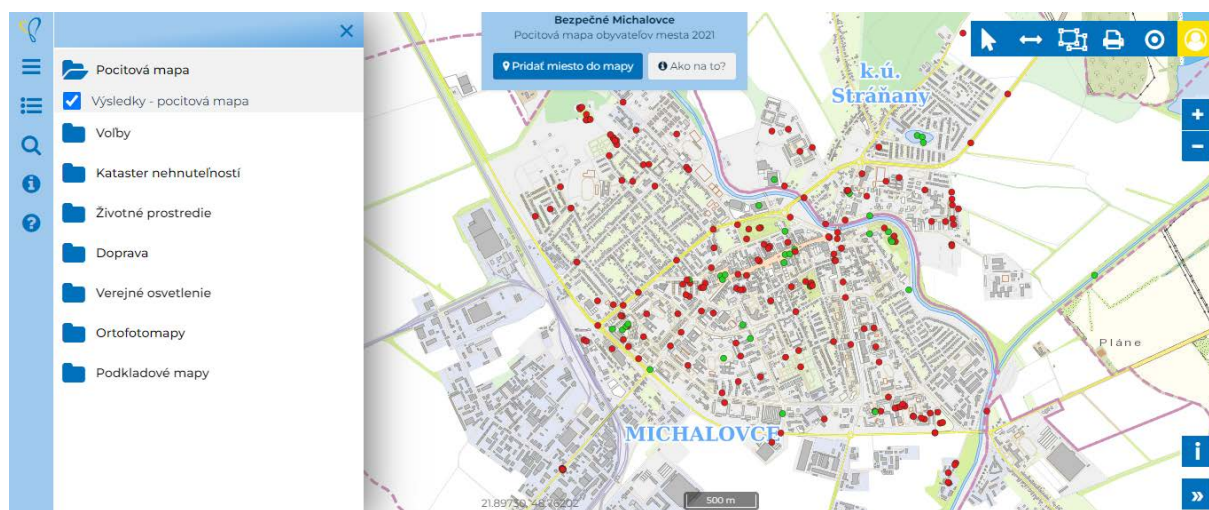 Pocitová mapa
Výsledky - pocitová mapa
Voľby
Kataster nehnuteľností
Životné prostredie
Doprava
Verejné osvetlenie
Ortofotomapy
Podkladové mapy
Bezpečné Michalovce
Pocitová mapa obyvateľov mesta 2021
Pridať miesto do mapy
Ako na to?
k.ú.
Stráňany
Pláne
MICHALOVCE
500 m